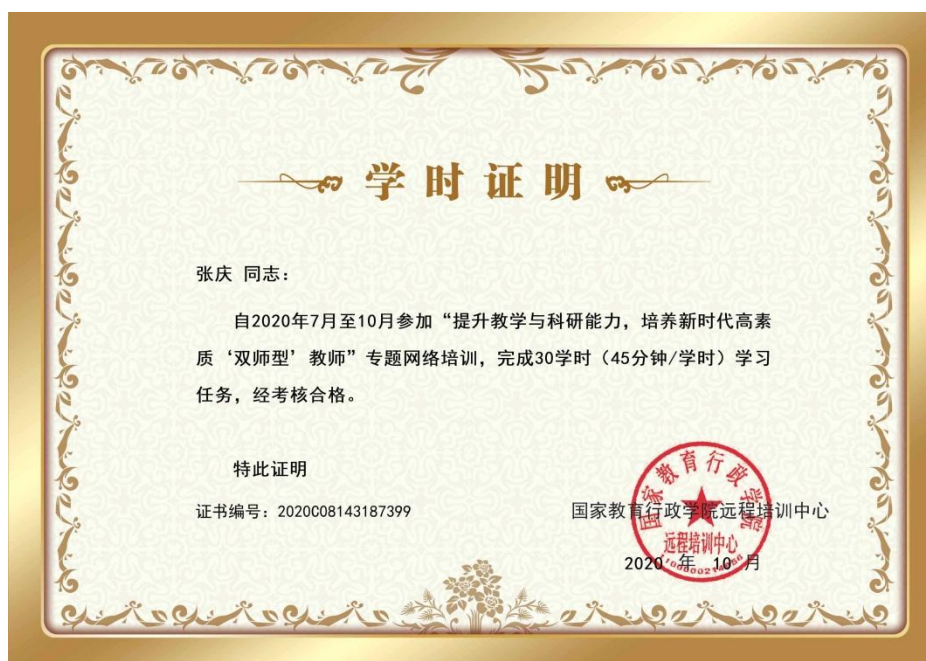 学时证明
张庆 同志：
自2020年7月至10月参加“提升教学与科研能力，培养新时代高素
质‘双师型’教师”专题网络培训，完成30学时（45分钟/学时）学习
任务，经考核合格。
特此证明
证书编号：2020C08143187399
国家教育行政学院远程培训中心
2020 年 10 月
国家教育行政学院
远程培训中心